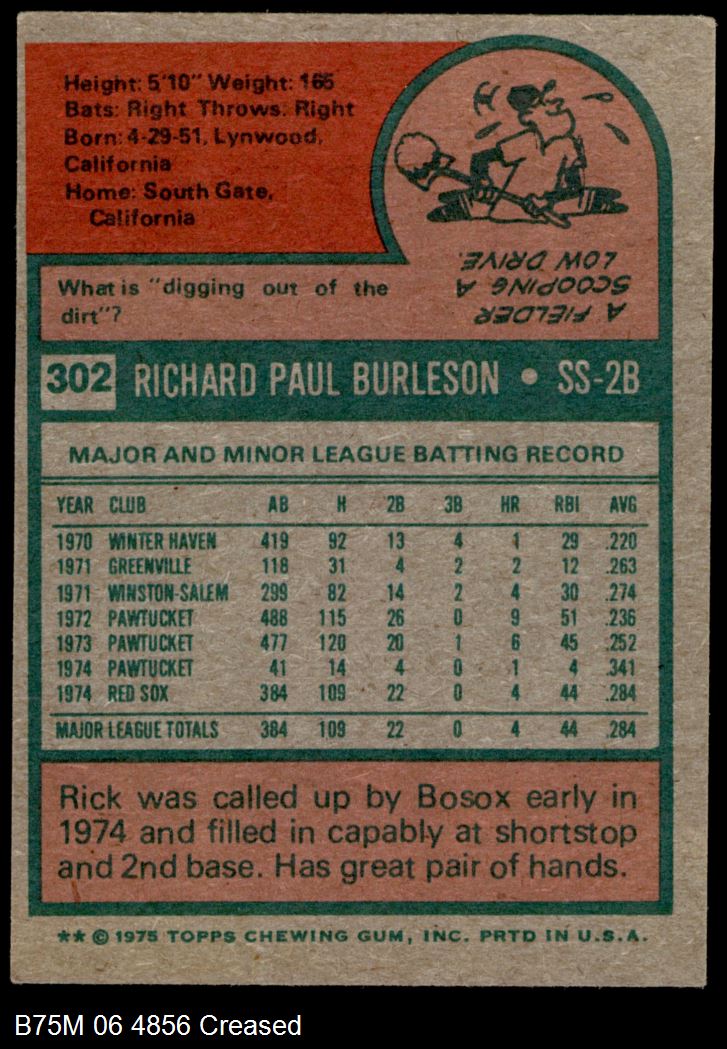 Height: 5'10" Weight: 165
Bats: Right Throws: Right
Born: 4-29-51, Lynwood,
California
Home: South Gate,
California
What is "digging out of the
dirt"?
A FIELDER
SCOOPING A
LOW DRIVE.
302 RICHARD PAUL BURLESON • SS-2B
MAJOR AND MINOR LEAGUE BATTING RECORD
YEAR CLUB AB H 2B 3B HR RBI AVG
1970 WINTER HAVEN 419 92 13 4 1 29 .220
1971 GREENVILLE 118 31 4 2 2 12 .263
1971 WINSTON-SALEM 299 82 14 2 4 30 .274
1972 PAWTUCKET 488 115 26 0 9 51 .236
1973 PAWTUCKET 477 120 20 1 6 45 .252
1974 PAWTUCKET 41 14 4 0 1 4 .341
1974 RED SOX 384 109 22 0 4 44 .284
MAJOR LEAGUE TOTALS 384 109 22 0 4 44 .284
Rick was called up by Bosox early in
1974 and filled in capably at shortstop
and 2nd base. Has great pair of hands.
** © 1975 TOPPS CHEWING GUM, INC. PRTD IN U.S.A.
B75M 06 4856 Creased